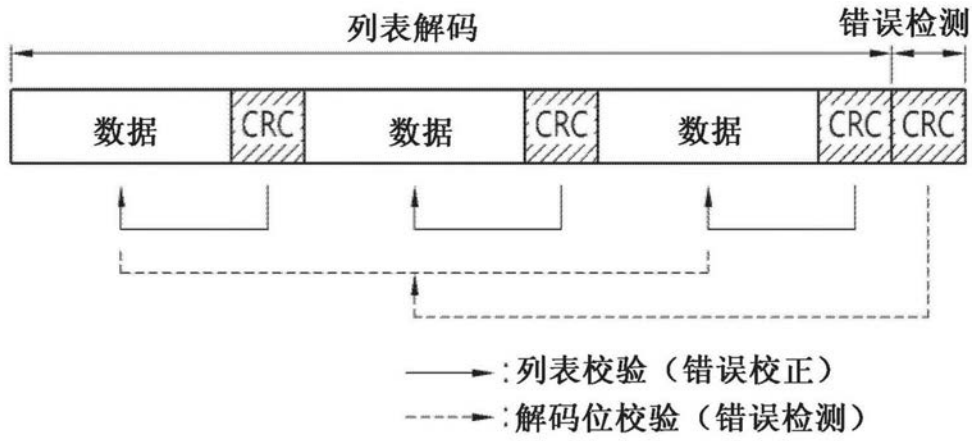 列表解码 错误检测
数据 CRC 数据 CRC 数据 CRC CRC
:列表校验（错误校正）
:解码位校验（错误检测）